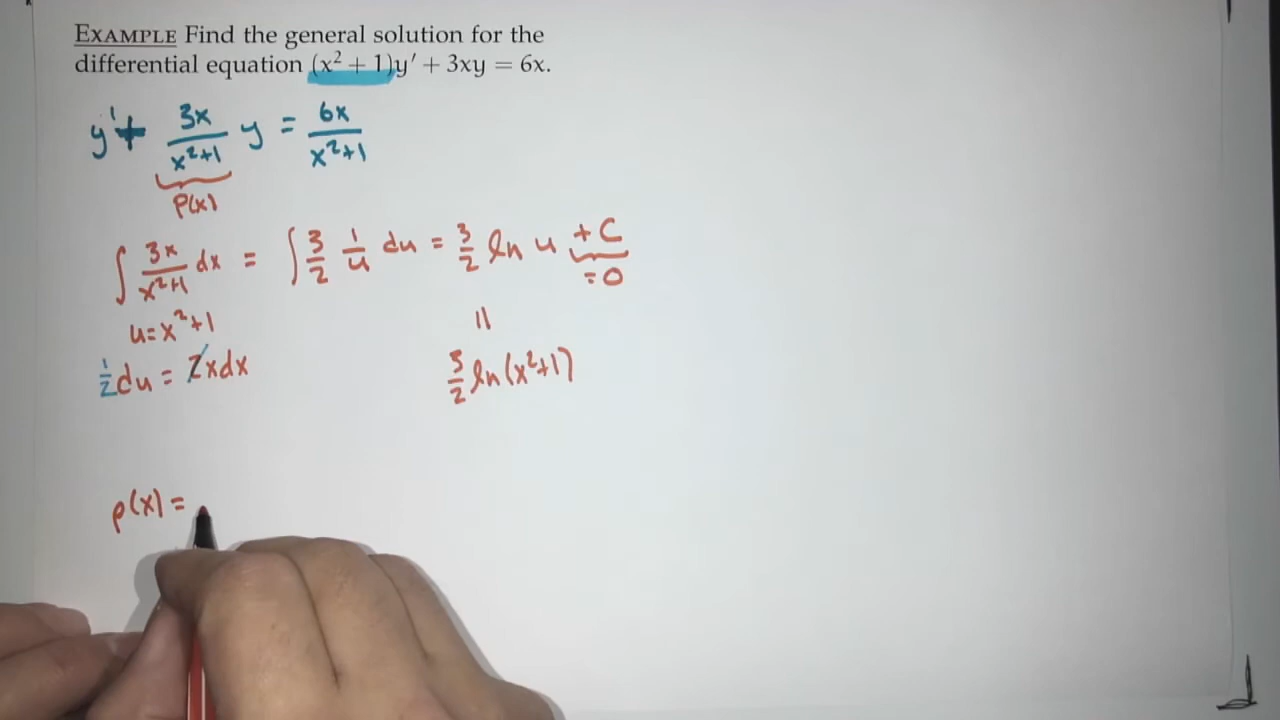 EXAMPLE Find the general solution for the
differential equation (x² + 1)y′ + 3xy = 6x.
y' + 3x/(x²+1) y = 6x/(x²+1)
P(x)
∫ 3x/(x²+1) dx = ∫ 3/2 1/u du = 3/2 ln u + C
= 0
u = x²+1
||
1/2 du = 2xdx
3/2 ln(x²+1)
ρ(x) =